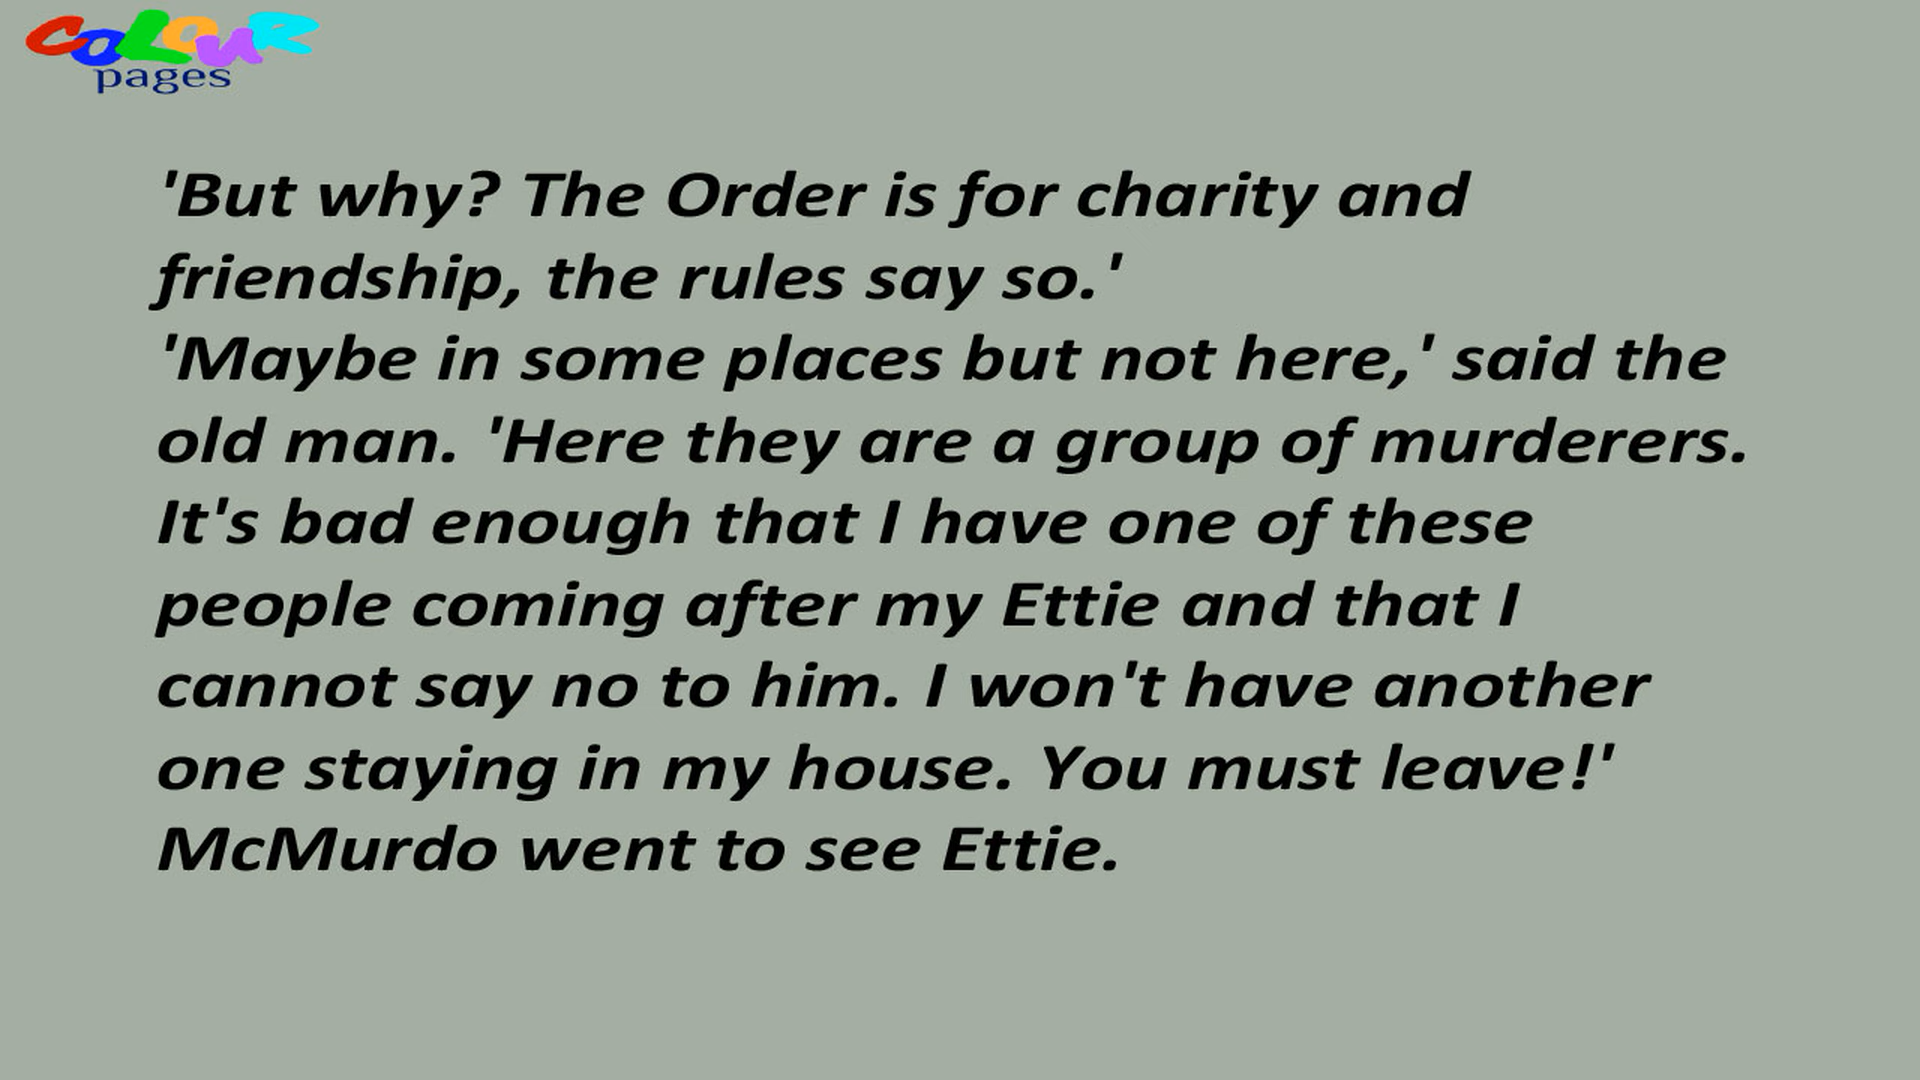 COLOUR
pages
'But why? The Order is for charity and
friendship, the rules say so.'
'Maybe in some places but not here,' said the
old man. 'Here they are a group of murderers.
It's bad enough that I have one of these
people coming after my Ettie and that I
cannot say no to him. I won't have another
one staying in my house. You must leave!'
McMurdo went to see Ettie.